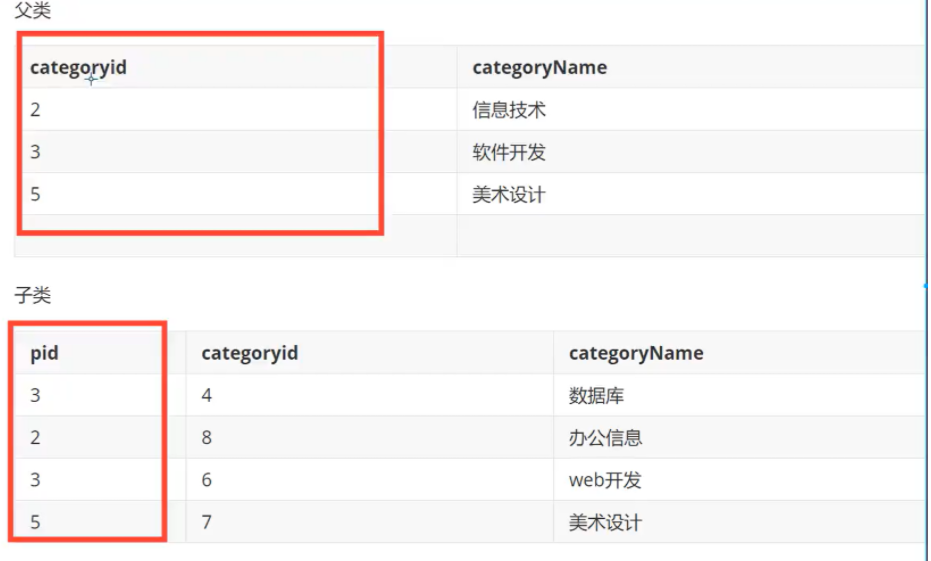 父类
categoryid categoryName
2 信息技术
3 软件开发
5 美术设计
子类
pid categoryid categoryName
3 4 数据库
2 8 办公信息
3 6 web开发
5 7 美术设计